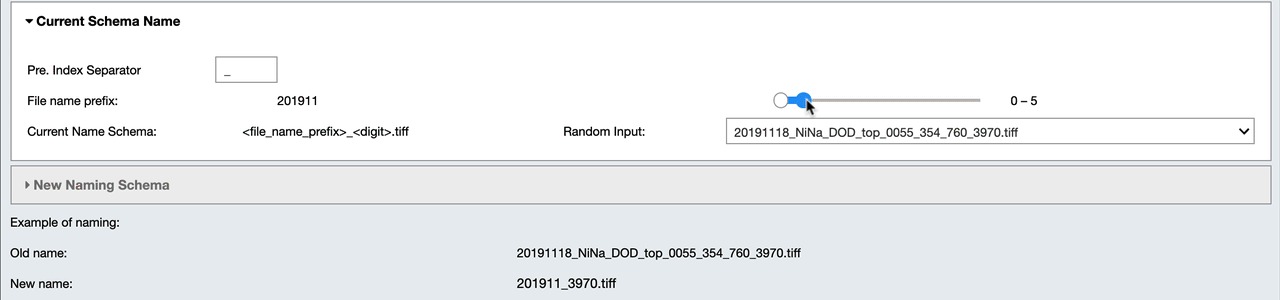 Current Schema Name
Pre. Index Separator _
File name prefix: 201911 0 – 5
Current Name Schema: <file_name_prefix>_<digit>.tiff Random Input: 20191118_NiNa_DOD_top_0055_354_760_3970.tiff
New Naming Schema
Example of naming:
Old name: 20191118_NiNa_DOD_top_0055_354_760_3970.tiff
New name: 201911_3970.tiff